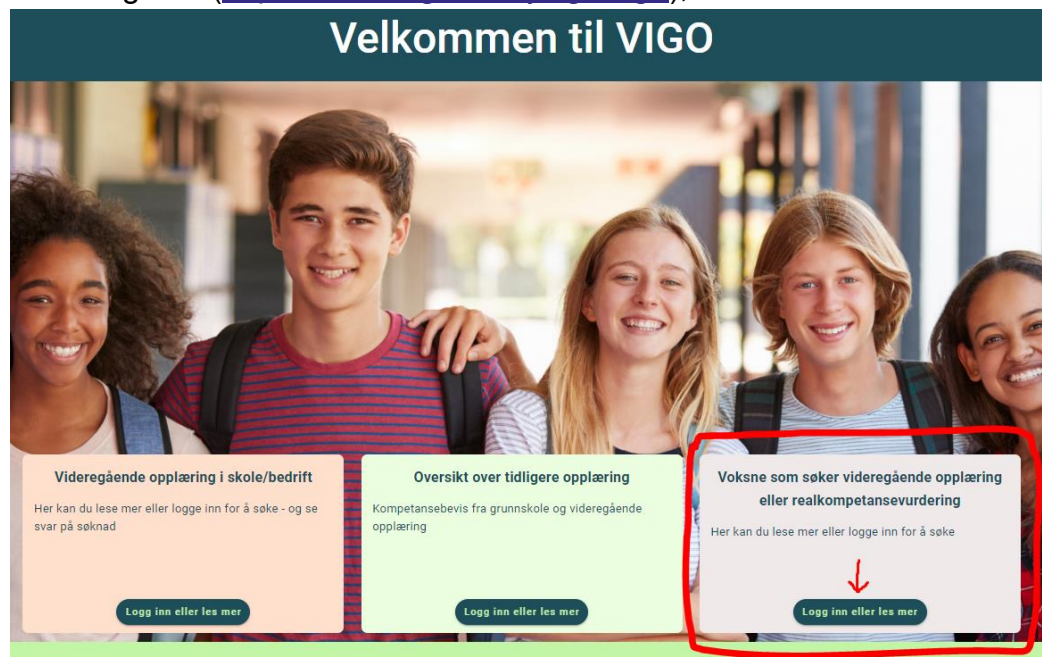 Velkommen til VIGO
Videregående opplæring i skole/bedrift
Her kan du lese mer eller logge inn for å søke - og se
svar på søknad
Logg inn eller les mer
Oversikt over tidligere opplæring
Kompetansebevis fra grunnskole og videregående
opplæring
Logg inn eller les mer
Voksne som søker videregående opplæring
eller realkompetansevurdering
Her kan du lese mer eller logge inn for å søke
Logg inn eller les mer